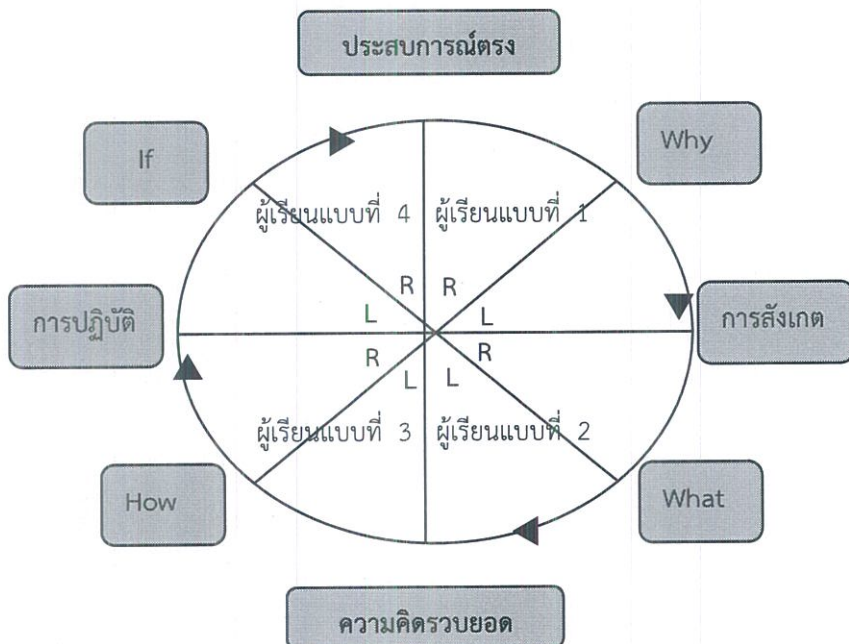 ประสบการณ์ตรง
If
Why
ผู้เรียนแบบที่ 4
ผู้เรียนแบบที่ 1
R
R
L
L
การปฏิบัติ
การสังเกต
R
R
L
L
ผู้เรียนแบบที่ 3
ผู้เรียนแบบที่ 2
How
What
ความคิดรวบยอด